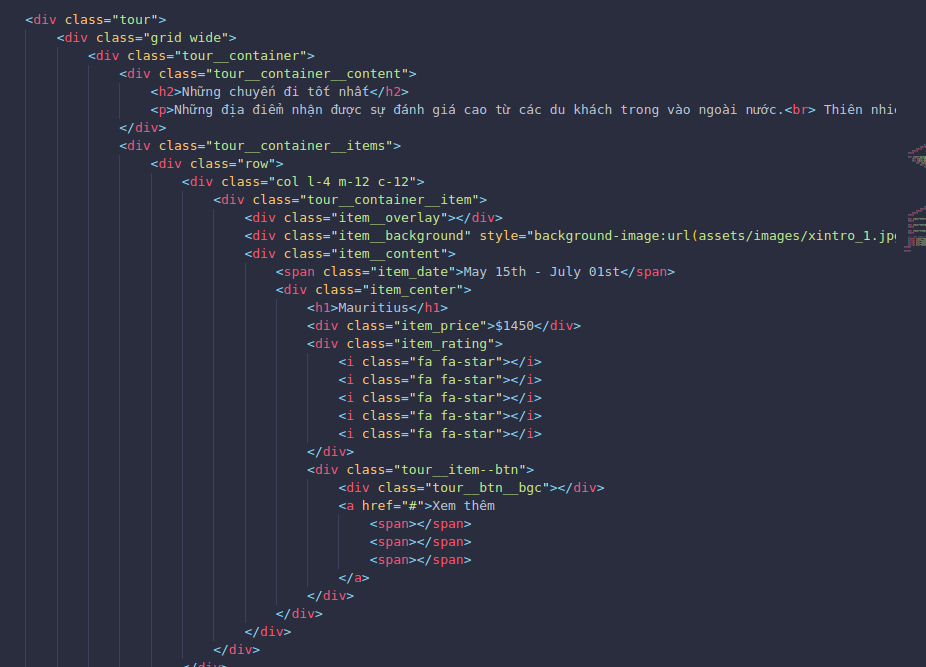 <div class="tour">
<div class="grid wide">
<div class="tour__container">
<div class="tour__container__content">
<h2>Những chuyến đi tốt nhất</h2>
<p>Những địa điểm nhận được sự đánh giá cao từ các du khách trong vào ngoài nước.<br> Thiên nhi
</div>
<div class="tour__container__items">
<div class="row">
<div class="col l-4 m-12 c-12">
<div class="tour__container__item">
<div class="item__overlay"></div>
<div class="item__background" style="background-image:url(assets/images/xintro_1.jp
<div class="item__content">
<span class="item_date">May 15th - July 01st</span>
<div class="item_center">
<h1>Mauritius</h1>
<div class="item_price">$1450</div>
<div class="item_rating">
<i class="fa fa-star"></i>
<i class="fa fa-star"></i>
<i class="fa fa-star"></i>
<i class="fa fa-star"></i>
<i class="fa fa-star"></i>
</div>
<div class="tour__item--btn">
<div class="tour__btn__bgc"></div>
<a href="#">Xem thêm
<span></span>
<span></span>
<span></span>
</a>
</div>
</div>
</div>
</div>
</div>